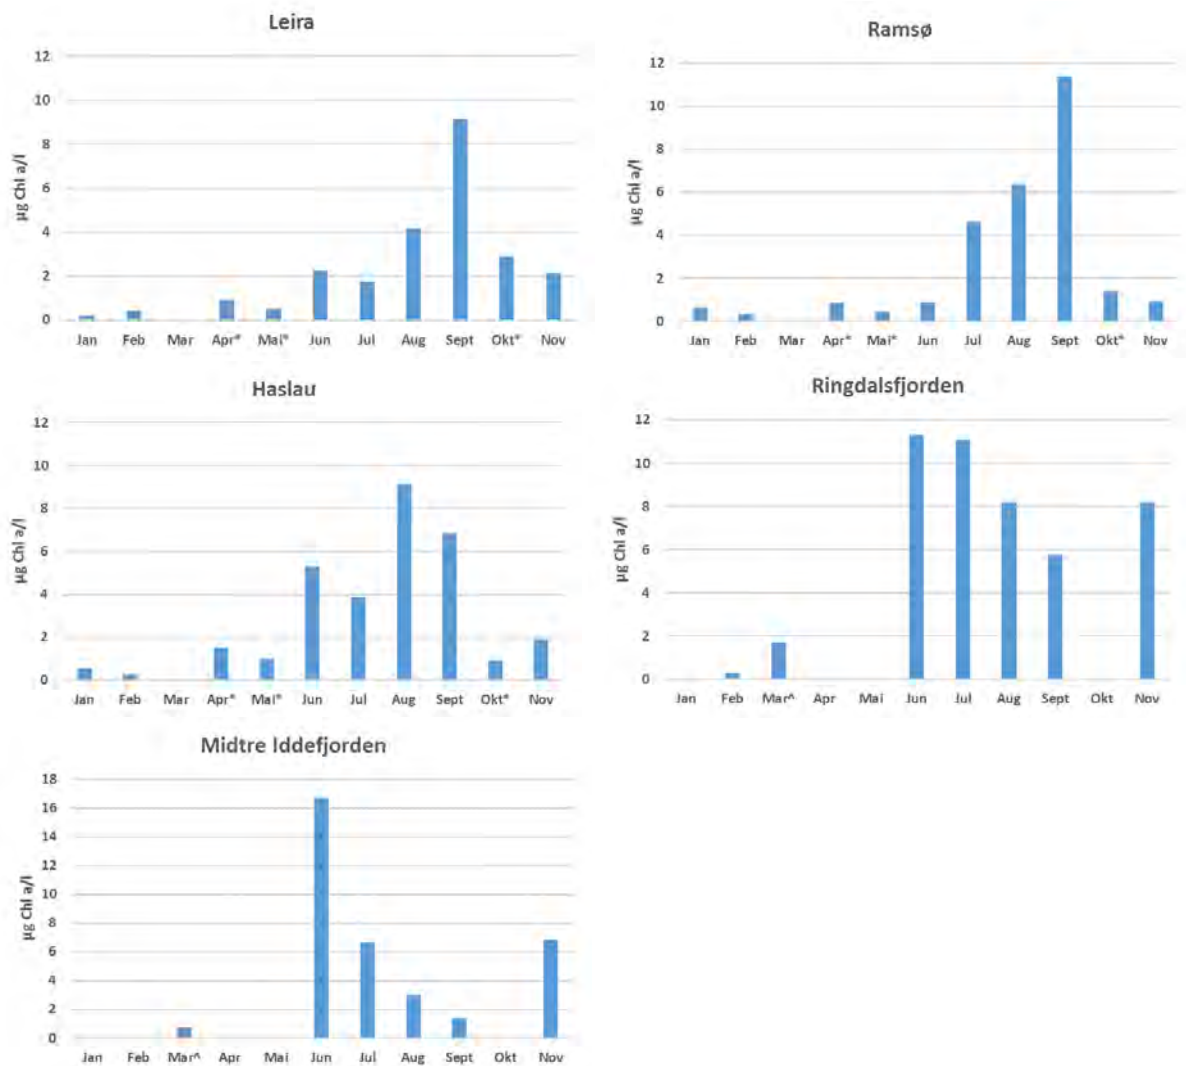 Leira
12
10
8
6
4
2
0
µg Chl a/l
Jan Feb Mar Apr* Mai* Jun Jul Aug Sept Okt* Nov
Ramsø
12
10
8
6
4
2
0
µg Chl a/l
Jan Feb Mar Apr* Mai* Jun Jul Aug Sept Okt* Nov
Haslau
12
10
8
6
4
2
0
µg Chl a/l
Jan Feb Mar Apr* Mai* Jun Jul Aug Sept Okt* Nov
Ringdalsfjorden
12
10
8
6
4
2
0
µg Chl a/l
Jan Feb Mar^ Apr Mai Jun Jul Aug Sept Okt Nov
Midtre Iddefjorden
18
16
14
12
10
8
6
4
2
0
µg Chl a/l
Jan Feb Mar^ Apr Mai Jun Jul Aug Sept Okt Nov